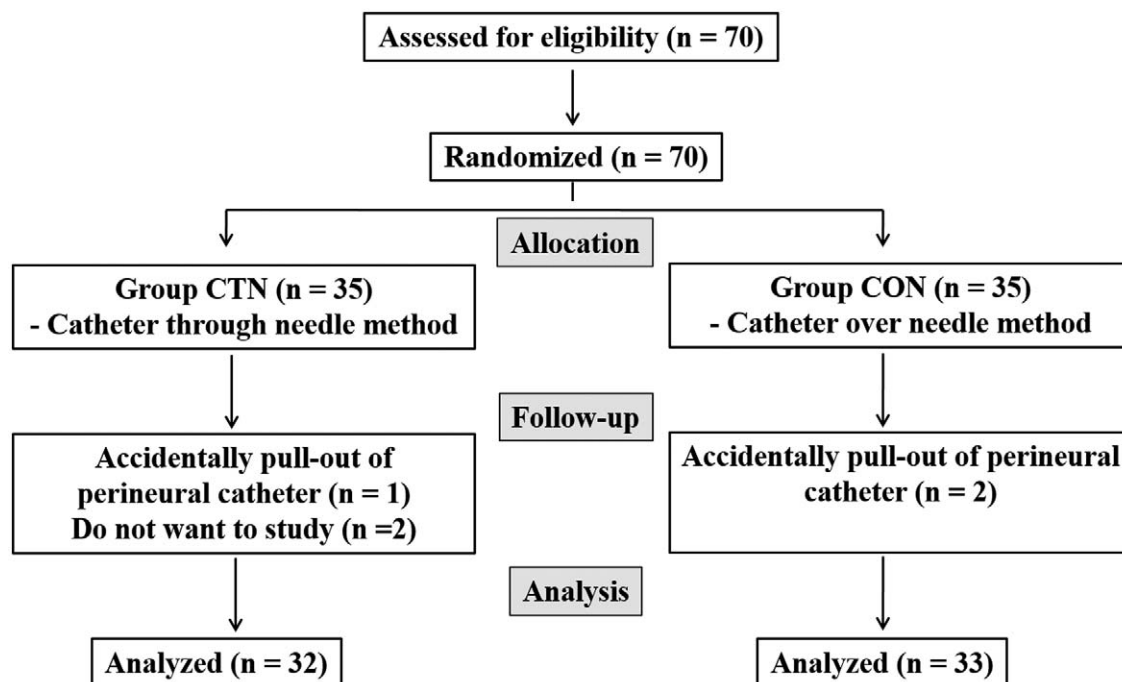 Assessed for eligibility (n = 70)
Randomized (n = 70)
Allocation
Group CTN (n = 35)
- Catheter through needle method
Group CON (n = 35)
- Catheter over needle method
Follow-up
Accidentally pull-out of
perineural catheter (n = 1)
Do not want to study (n =2)
Accidentally pull-out of perineural
catheter (n = 2)
Analysis
Analyzed (n = 32)
Analyzed (n = 33)